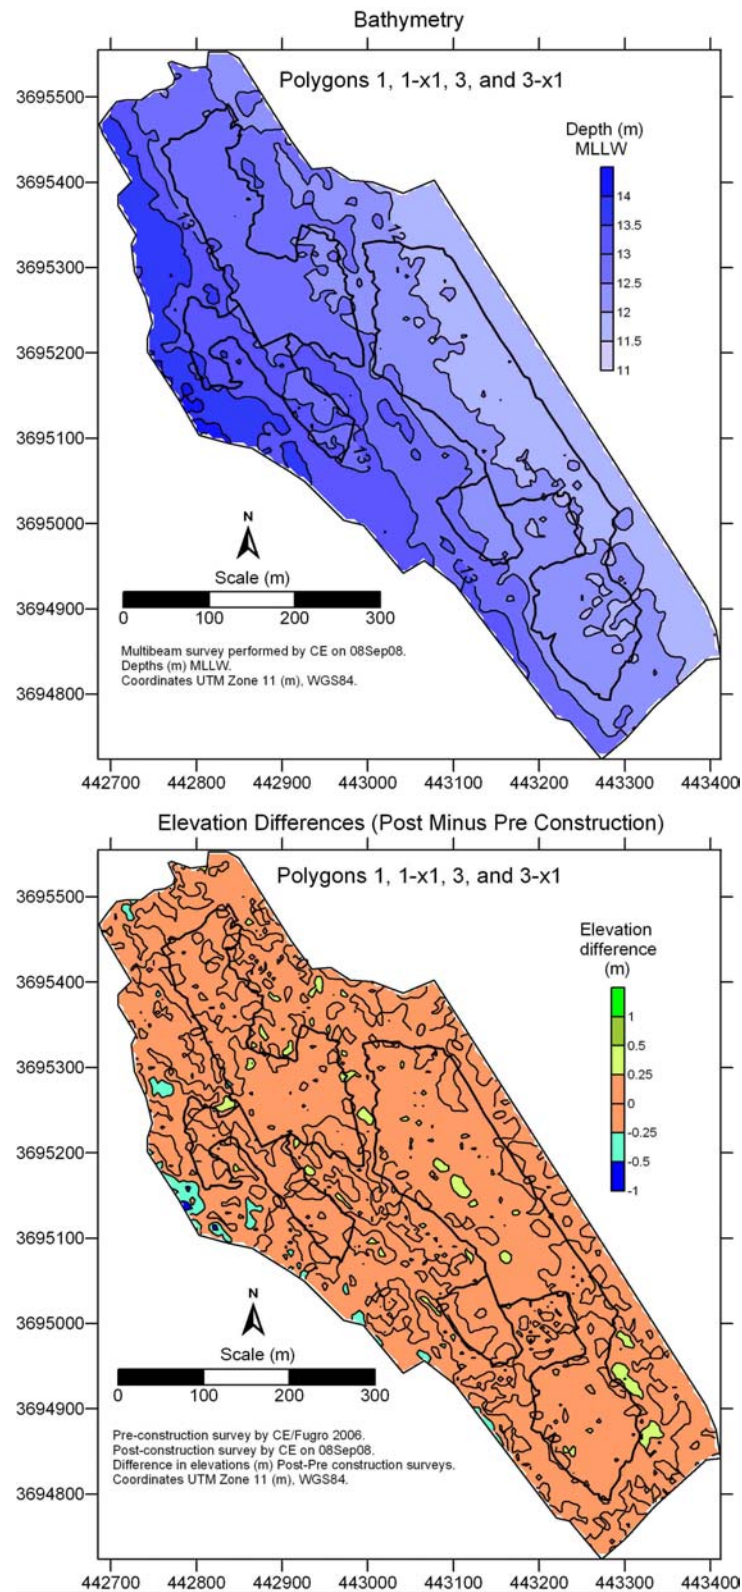 Bathymetry
Polygons 1, 1-x1, 3, and 3-x1
3695500
3695400
3695300
3695200
3695100
3695000
3694900
3694800
Depth (m)
MLLW
14
13.5
13
12.5
12
11.5
11
13
12
13
13
N
Scale (m)
0 100 200 300
Multibeam survey performed by CE on 08Sep08.
Depths (m) MLLW.
Coordinates UTM Zone 11 (m), WGS84.
442700 442800 442900 443000 443100 443200 443300 443400
Elevation Differences (Post Minus Pre Construction)
Polygons 1, 1-x1, 3, and 3-x1
3695500
3695400
3695300
3695200
3695100
3695000
3694900
3694800
Elevation
difference
(m)
1
0.5
0.25
0
-0.25
-0.5
-1
N
Scale (m)
0 100 200 300
Pre-construction survey by CE/Fugro 2006.
Post-construction survey by CE on 08Sep08.
Difference in elevations (m) Post-Pre construction surveys.
Coordinates UTM Zone 11 (m), WGS84.
442700 442800 442900 443000 443100 443200 443300 443400